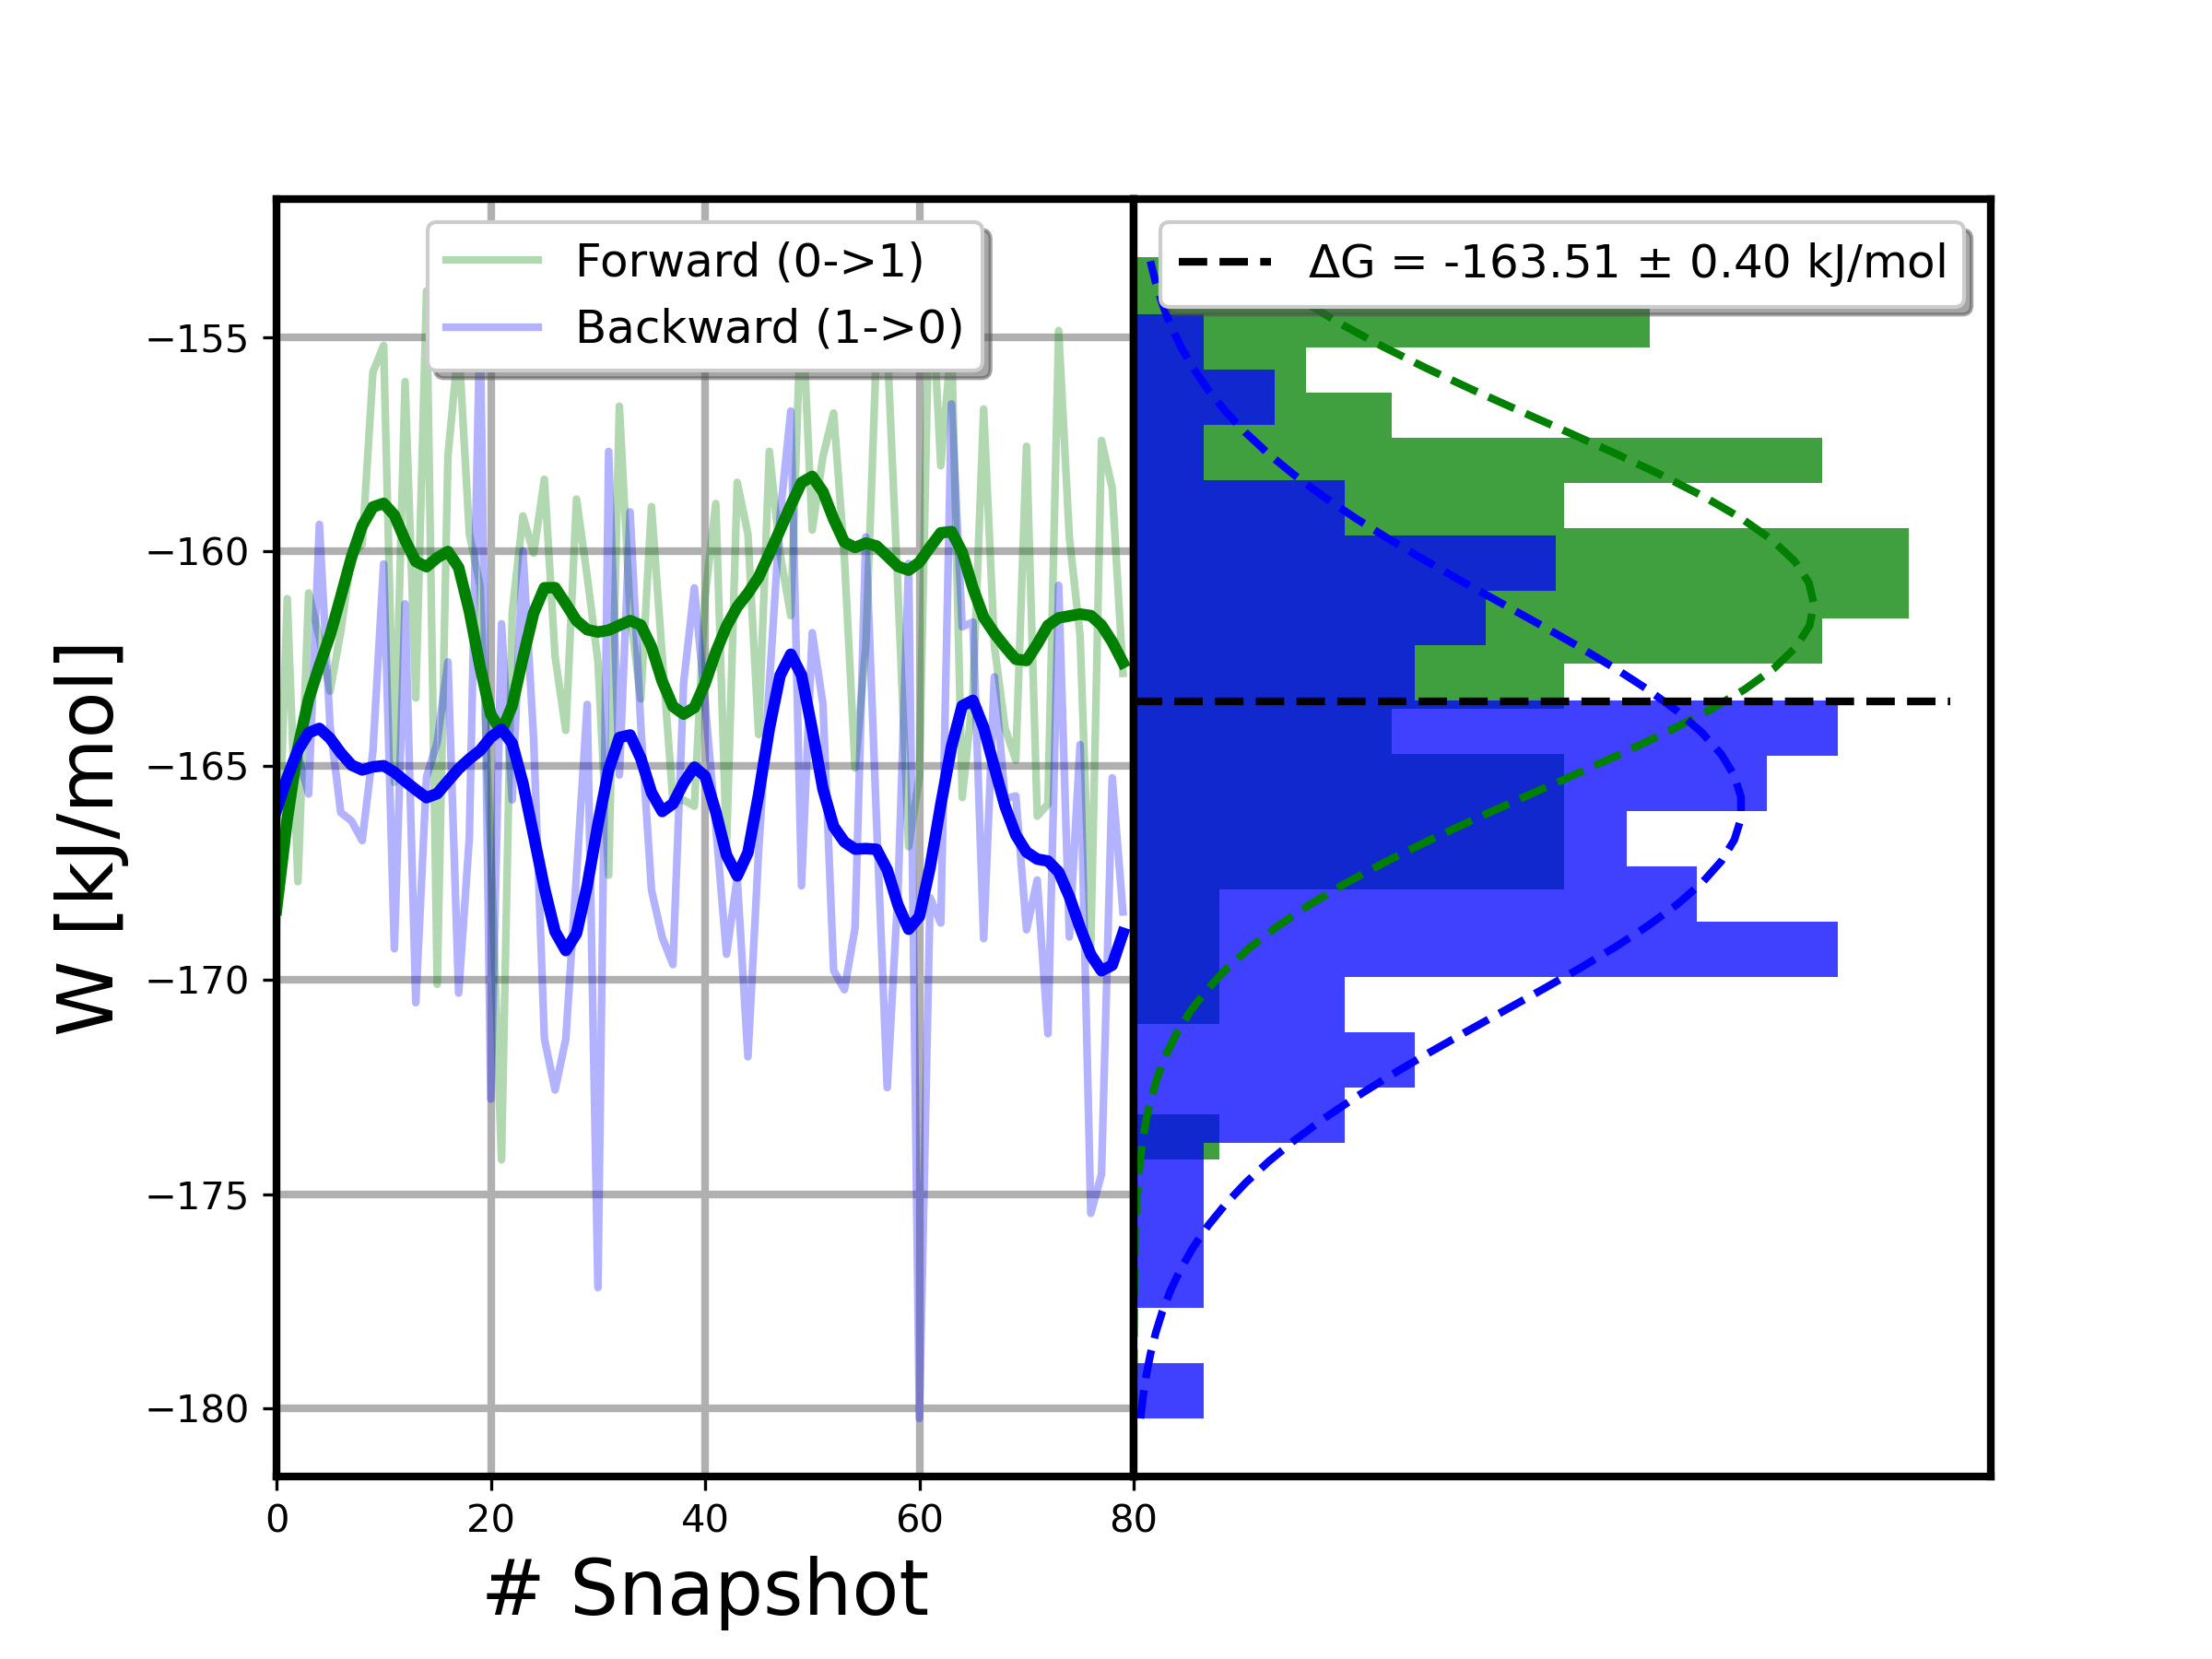 Forward (0->1)
Backward (1->0)
ΔG = -163.51 ± 0.40 kJ/mol
W [kJ/mol]
−155
−160
−165
−170
−175
−180
0 20 40 60 80
# Snapshot